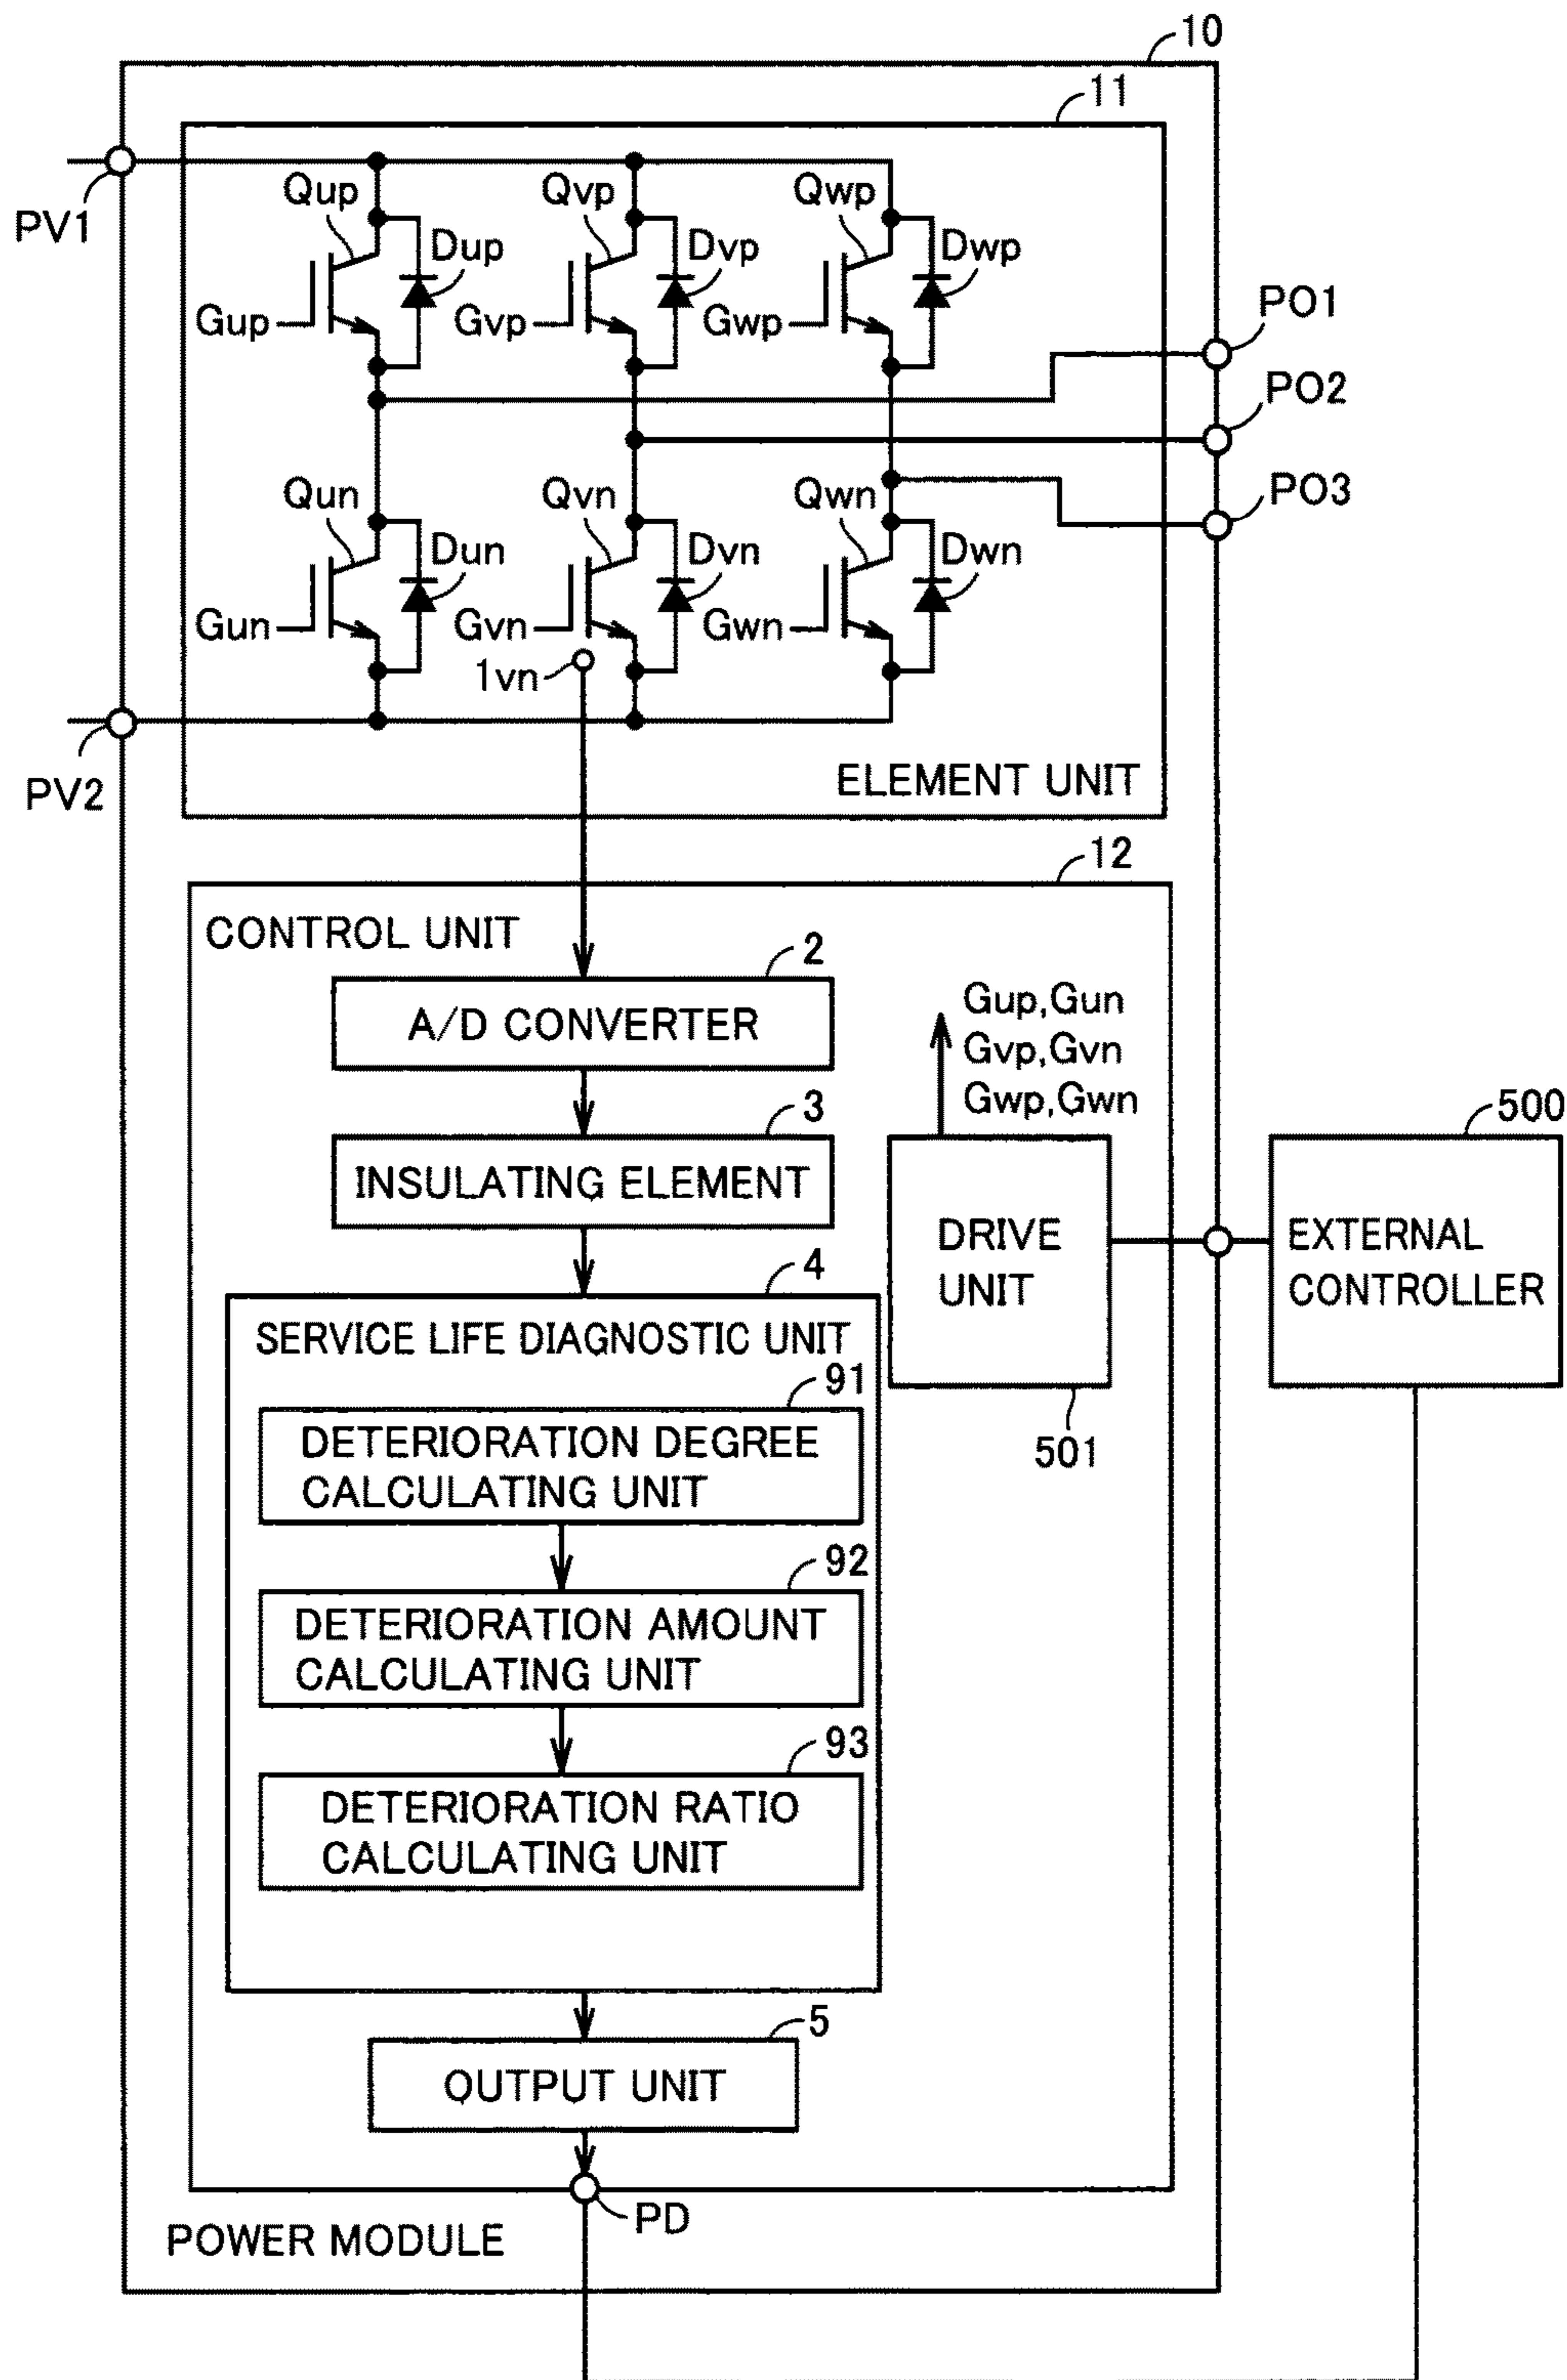 10
11
PV1
Qup
Qvp
Qwp
Dup
Dvp
Dwp
Gup
Gvp
Gwp
PO1
PO2
PO3
Qun
Qvn
Qwn
Dun
Dvn
Dwn
Gun
Gvn
Gwn
1vn
PV2
ELEMENT UNIT
12
CONTROL UNIT
2
A/D CONVERTER
Gup,Gun
Gvp,Gvn
Gwp,Gwn
3
INSULATING ELEMENT
500
DRIVE
UNIT
EXTERNAL
CONTROLLER
501
4
SERVICE LIFE DIAGNOSTIC UNIT
91
DETERIORATION DEGREE
CALCULATING UNIT
92
DETERIORATION AMOUNT
CALCULATING UNIT
93
DETERIORATION RATIO
CALCULATING UNIT
5
OUTPUT UNIT
PD
POWER MODULE